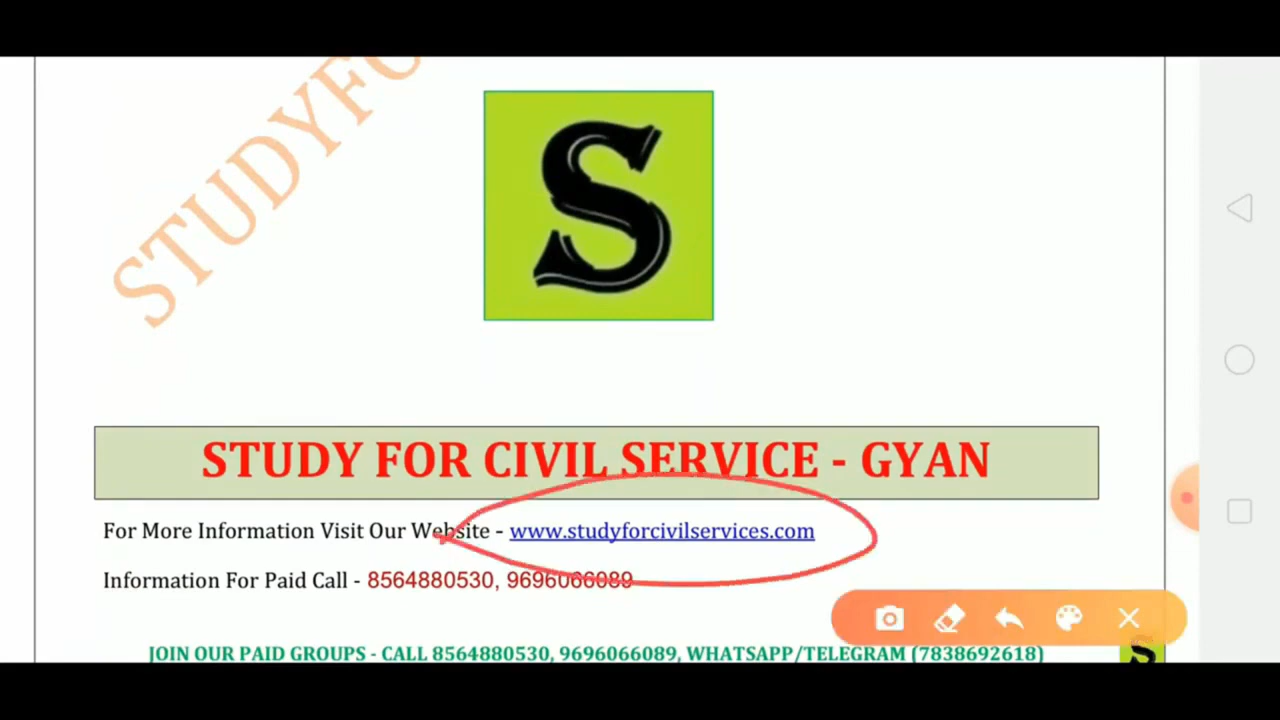 STUDYFO
S
STUDY FOR CIVIL SERVICE - GYAN
For More Information Visit Our Website - www.studyforcivilservices.com
Information For Paid Call - 8564880530, 9696066089
JOIN OUR PAID GROUPS - CALL 8564880530, 9696066089, WHATSAPP/TELEGRAM (7838692618)
S